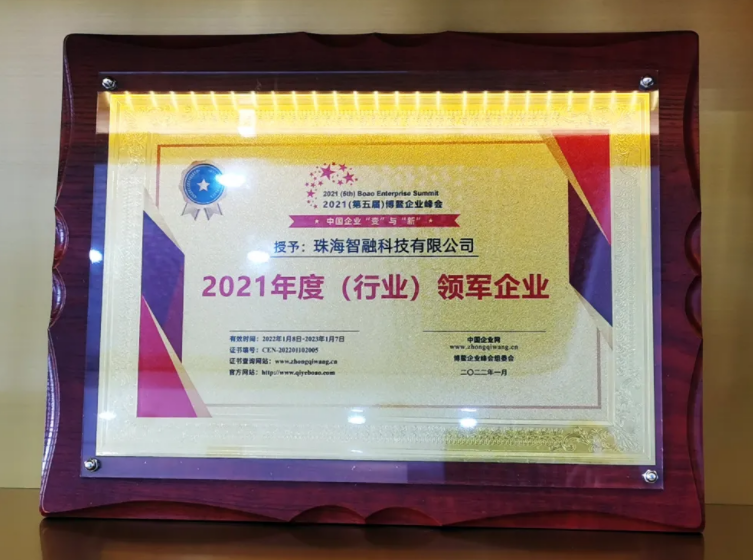 2021 (5th) Boao Enterprise Summit
2021(第五届)博鳌企业峰会
中国企业“变”与“新”
授予：珠海智融科技有限公司
2021年度（行业）领军企业
有效时间：2022年1月8日-2023年1月7日
证书编号：CEN-202201102005
证书查询网站：www.zhongqiwang.cn
官方网站：http://www.qiyeboao.com
中国企业网
www.zhongqiwang.cn
博鳌企业峰会组委会
二〇二二年一月